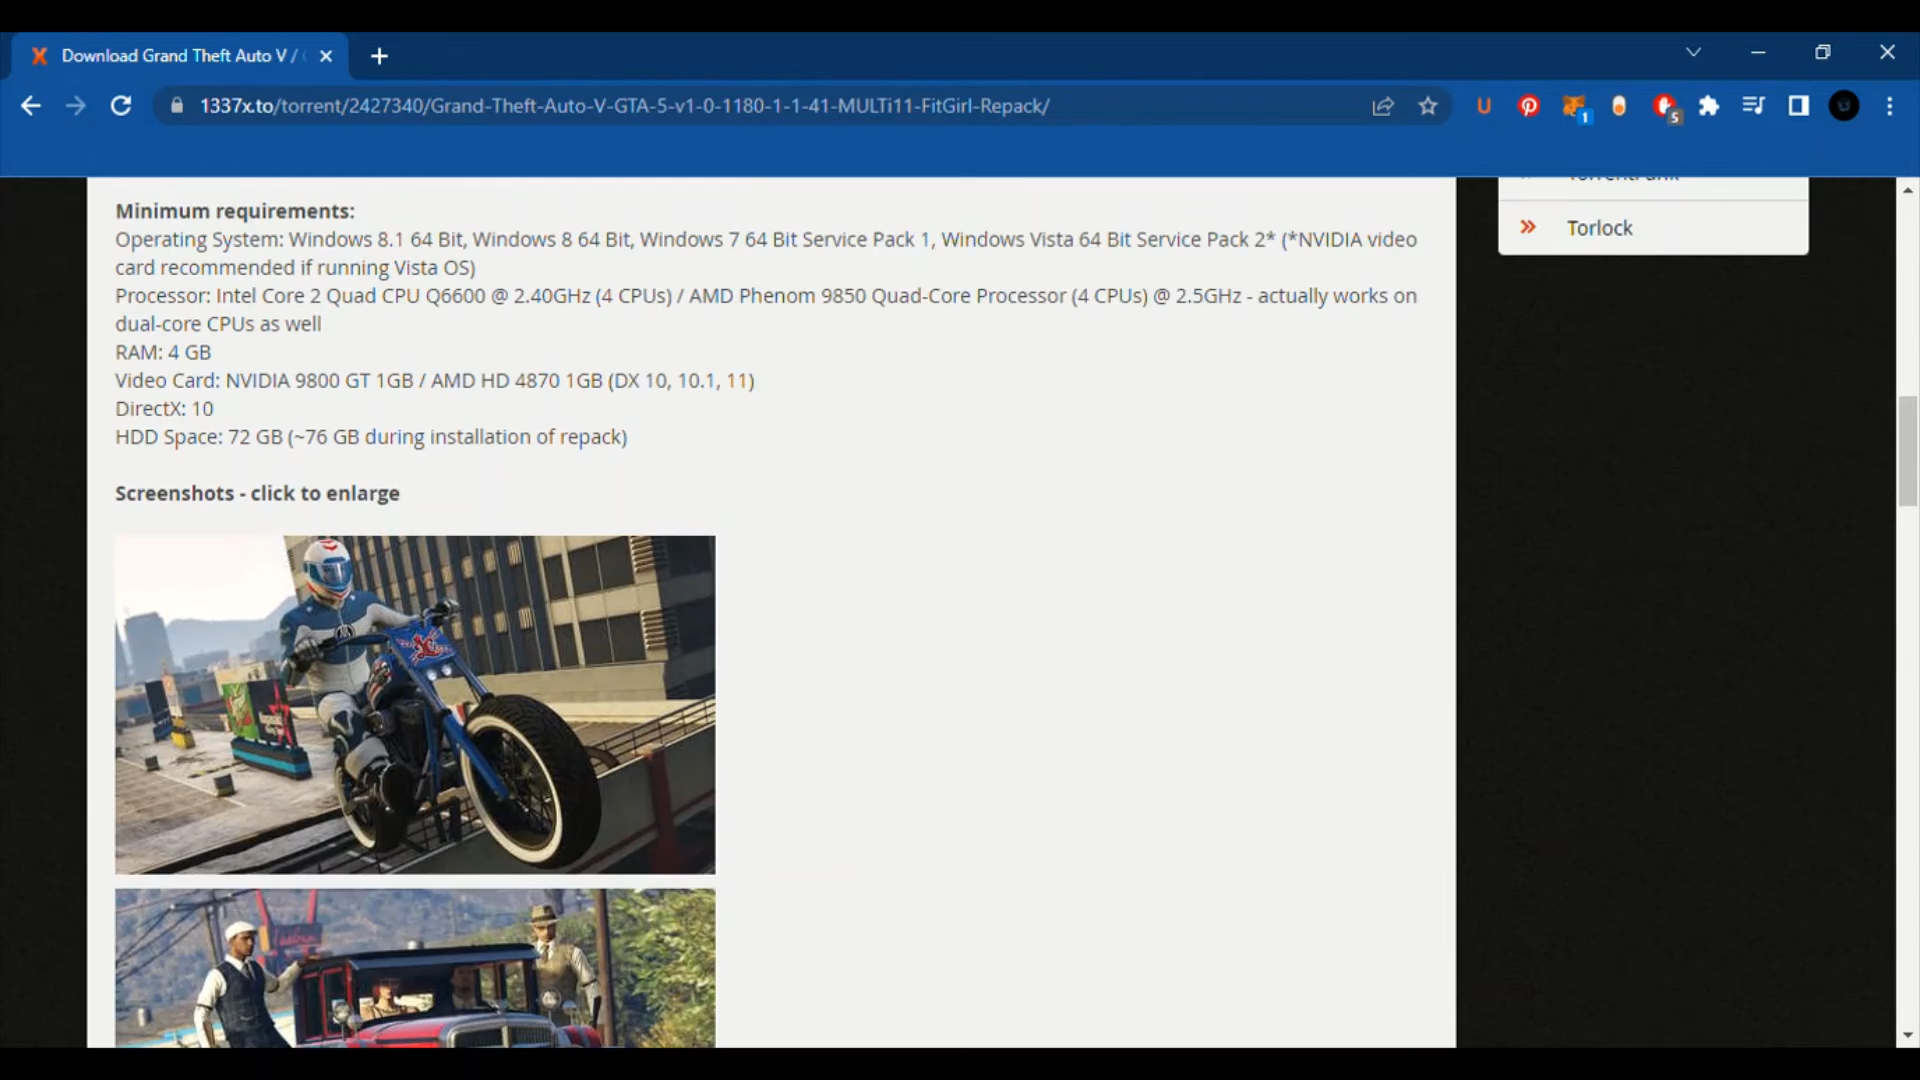 Download Grand Theft Auto V /
1337x.to/torrent/2427340/Grand-Theft-Auto-V-GTA-5-v1-0-1180-1-1-41-MULTi11-FitGirl-Repack/
1
5
Minimum requirements:
Operating System: Windows 8.1 64 Bit, Windows 8 64 Bit, Windows 7 64 Bit Service Pack 1, Windows Vista 64 Bit Service Pack 2* (*NVIDIA video
card recommended if running Vista OS)
Processor: Intel Core 2 Quad CPU Q6600 @ 2.40GHz (4 CPUs) / AMD Phenom 9850 Quad-Core Processor (4 CPUs) @ 2.5GHz - actually works on
dual-core CPUs as well
RAM: 4 GB
Video Card: NVIDIA 9800 GT 1GB / AMD HD 4870 1GB (DX 10, 10.1, 11)
DirectX: 10
HDD Space: 72 GB (~76 GB during installation of repack)
Screenshots - click to enlarge
Torlock